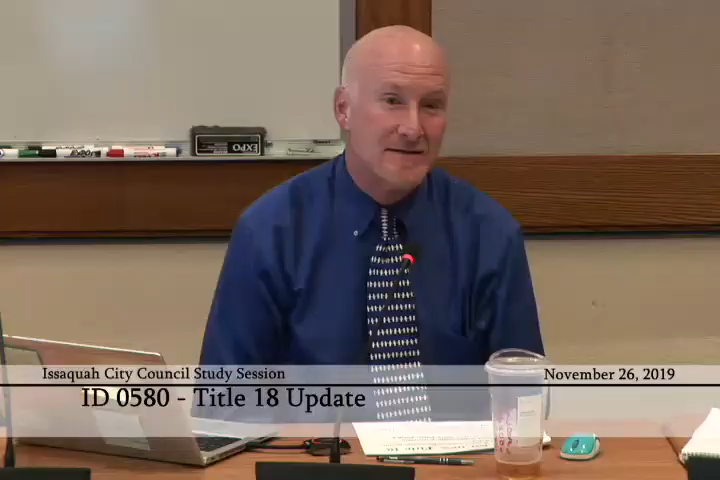 EXPO
Issaquah City Council Study Session
November 26, 2019
ID 0580 - Title 18 Update